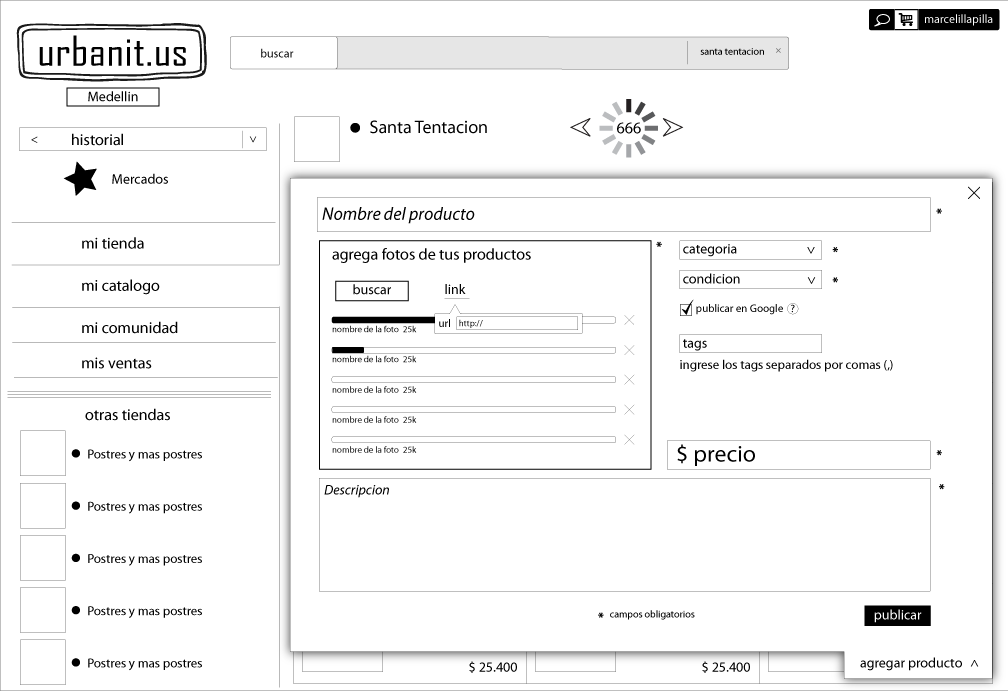 marcelillapilla
urbanit.us
buscar
santa tentacion ×
Medellin
< historial v
Santa Tentacion
666
Mercados
mi tienda
mi catalogo
mi comunidad
mis ventas
otras tiendas
Postres y mas postres
Postres y mas postres
Postres y más postres
Postres y más postres
Postres y más postres
Nombre del producto *
agrega fotos de tus productos *
buscar link
url http://
nombre de la foto 25k
nombre de la foto 25k
nombre de la foto 25k
nombre de la foto 25k
nombre de la foto 25k
categoria v *
condicion v *
publicar en Google ?
tags
ingrese los tags separados por comas (,)
$ precio *
Descripcion *
* campos obligatorios
publicar
$ 25.400
$ 25.400
agregar producto ^